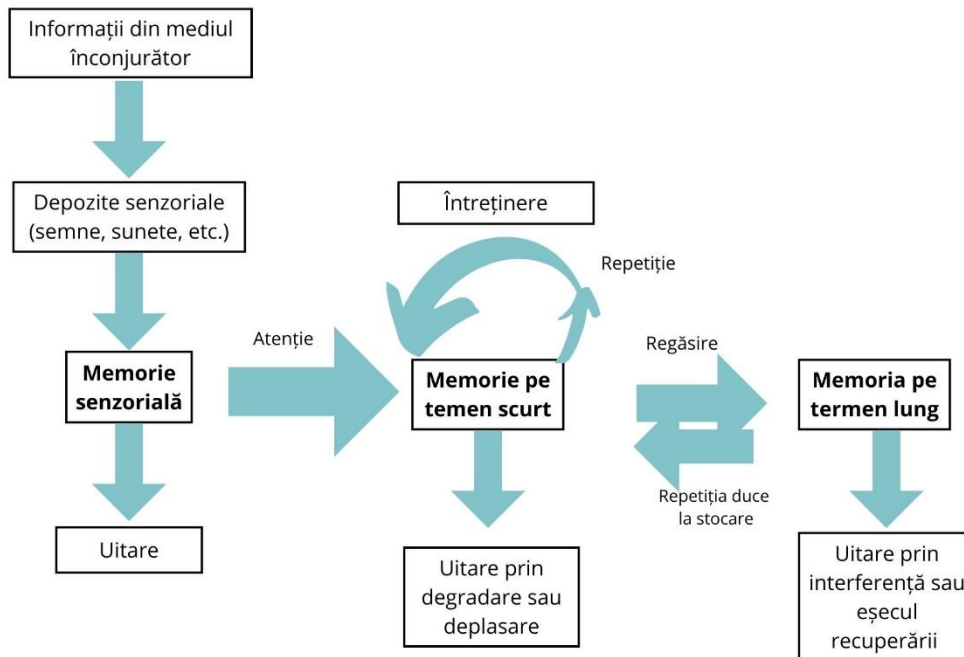 Informații din mediul
înconjurător
Depozite senzoriale
(semne, sunete, etc.)
Întreținere
Repetiție
Atenție
Regăsire
Memorie
senzorială
Memorie pe
temen scurt
Memoria pe
termen lung
Repetiția duce
la stocare
Uitare
Uitare prin
degradare sau
deplasare
Uitare prin
interferență sau
eșecul
recuperării